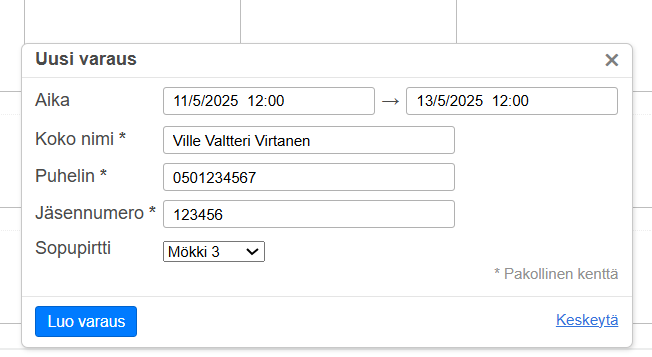 Uusi varaus ×
Aika 11/5/2025 12:00 → 13/5/2025 12:00
Koko nimi * Ville Valtteri Virtanen
Puhelin * 0501234567
Jäsennumero * 123456
Sopupirtti Mökki 3
* Pakollinen kenttä
Luo varaus Keskeytä